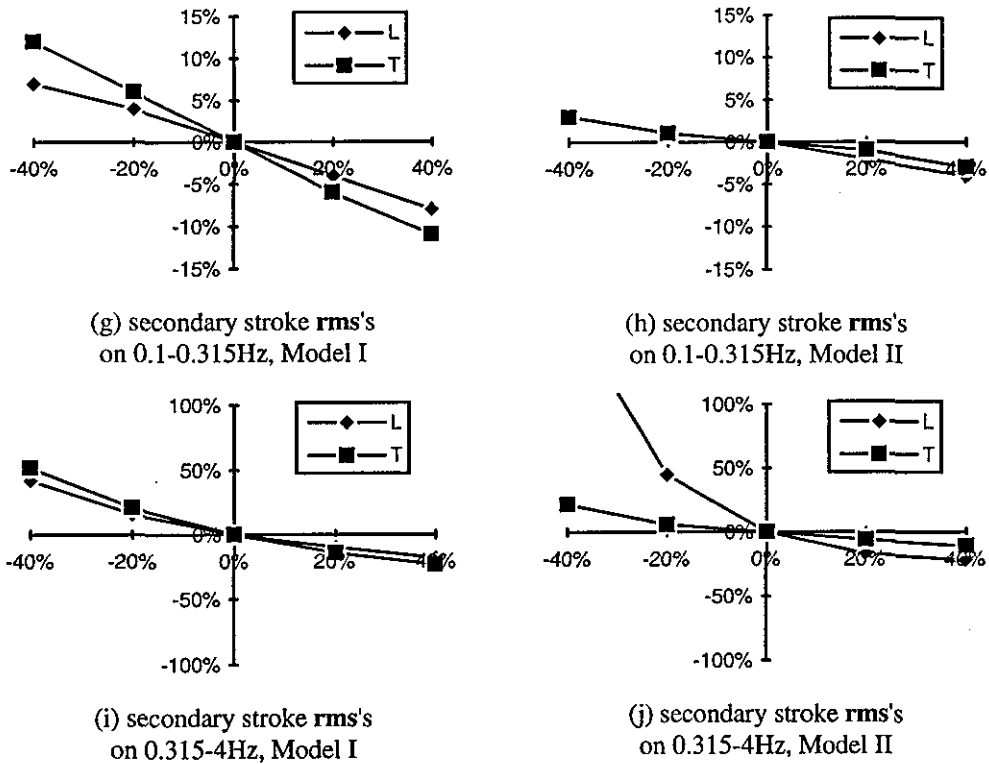 15%
10%
5%
0%
-5%
-10%
-15%
-40%
-20%
20%
40%
L
T
(g) secondary stroke rms's
on 0.1-0.315Hz, Model I
15%
10%
5%
0%
-5%
-10%
-15%
-40%
-20%
20%
40%
L
T
(h) secondary stroke rms's
on 0.1-0.315Hz, Model II
100%
50%
0%
-50%
-100%
-40%
-20%
20%
40%
L
T
(i) secondary stroke rms's
on 0.315-4Hz, Model I
100%
50%
0%
-50%
-100%
-40%
-20%
20%
40%
L
T
(j) secondary stroke rms's
on 0.315-4Hz, Model II